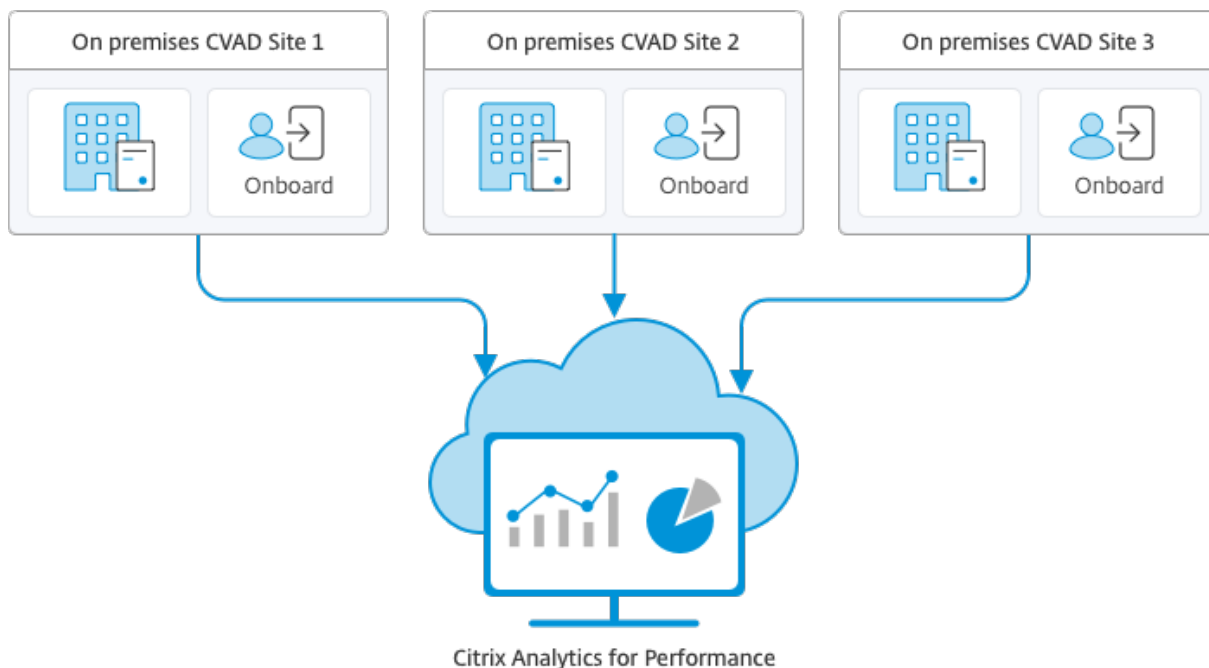 On premises CVAD Site 1
On premises CVAD Site 2
On premises CVAD Site 3
Onboard
Onboard
Onboard
Citrix Analytics for Performance